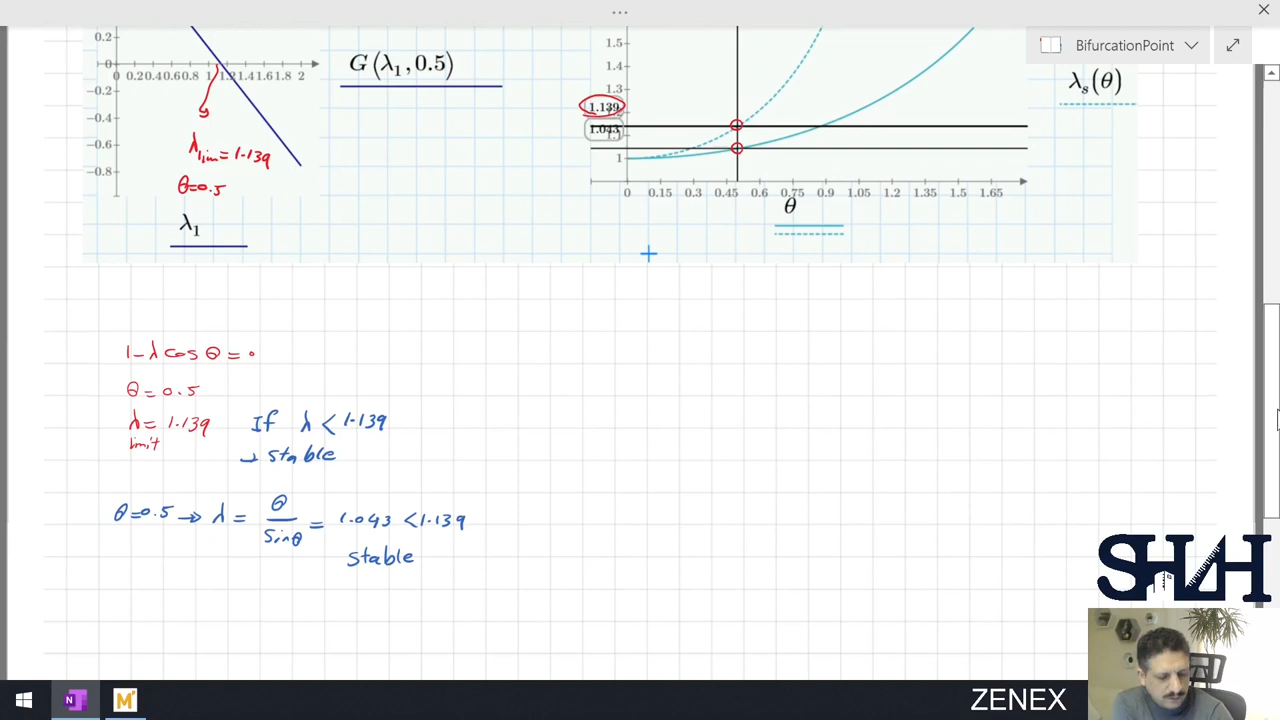 BifurcationPoint
0.2
0
-0.2
-0.4
-0.6
-0.8
0 0.2 0.4 0.6 0.8 1 1.2 1.4 1.6 1.8 2
G(λ₁, 0.5)
λlim = 1.139
θ=0.5
λ₁
1.5
1.4
1.3
1.139
1.043
1
0 0.15 0.3 0.45 0.6 0.75 0.9 1.05 1.2 1.35 1.5 1.65
θ
λs(θ)
1-λ cos θ = 0
θ = 0.5
λ = 1.139
limit
If λ < 1.139
→ stable
θ=0.5 → λ = θ/sinθ = 1.043 < 1.139
Stable
SHZAH
ZENEX